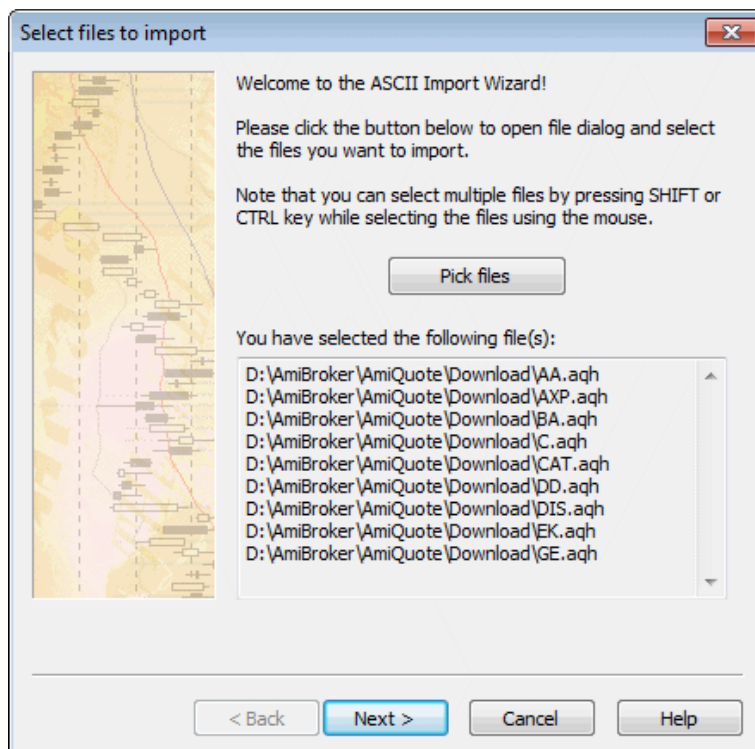 Select files to import
Welcome to the ASCII Import Wizard!
Please click the button below to open file dialog and select
the files you want to import.
Note that you can select multiple files by pressing SHIFT or
CTRL key while selecting the files using the mouse.
Pick files
You have selected the following file(s):
D:\AmiBroker\AmiQuote\Download\AA.aqh
D:\AmiBroker\AmiQuote\Download\AXP.aqh
D:\AmiBroker\AmiQuote\Download\BA.aqh
D:\AmiBroker\AmiQuote\Download\C.aqh
D:\AmiBroker\AmiQuote\Download\CAT.aqh
D:\AmiBroker\AmiQuote\Download\DD.aqh
D:\AmiBroker\AmiQuote\Download\DIS.aqh
D:\AmiBroker\AmiQuote\Download\EK.aqh
D:\AmiBroker\AmiQuote\Download\GE.aqh
< Back Next > Cancel Help